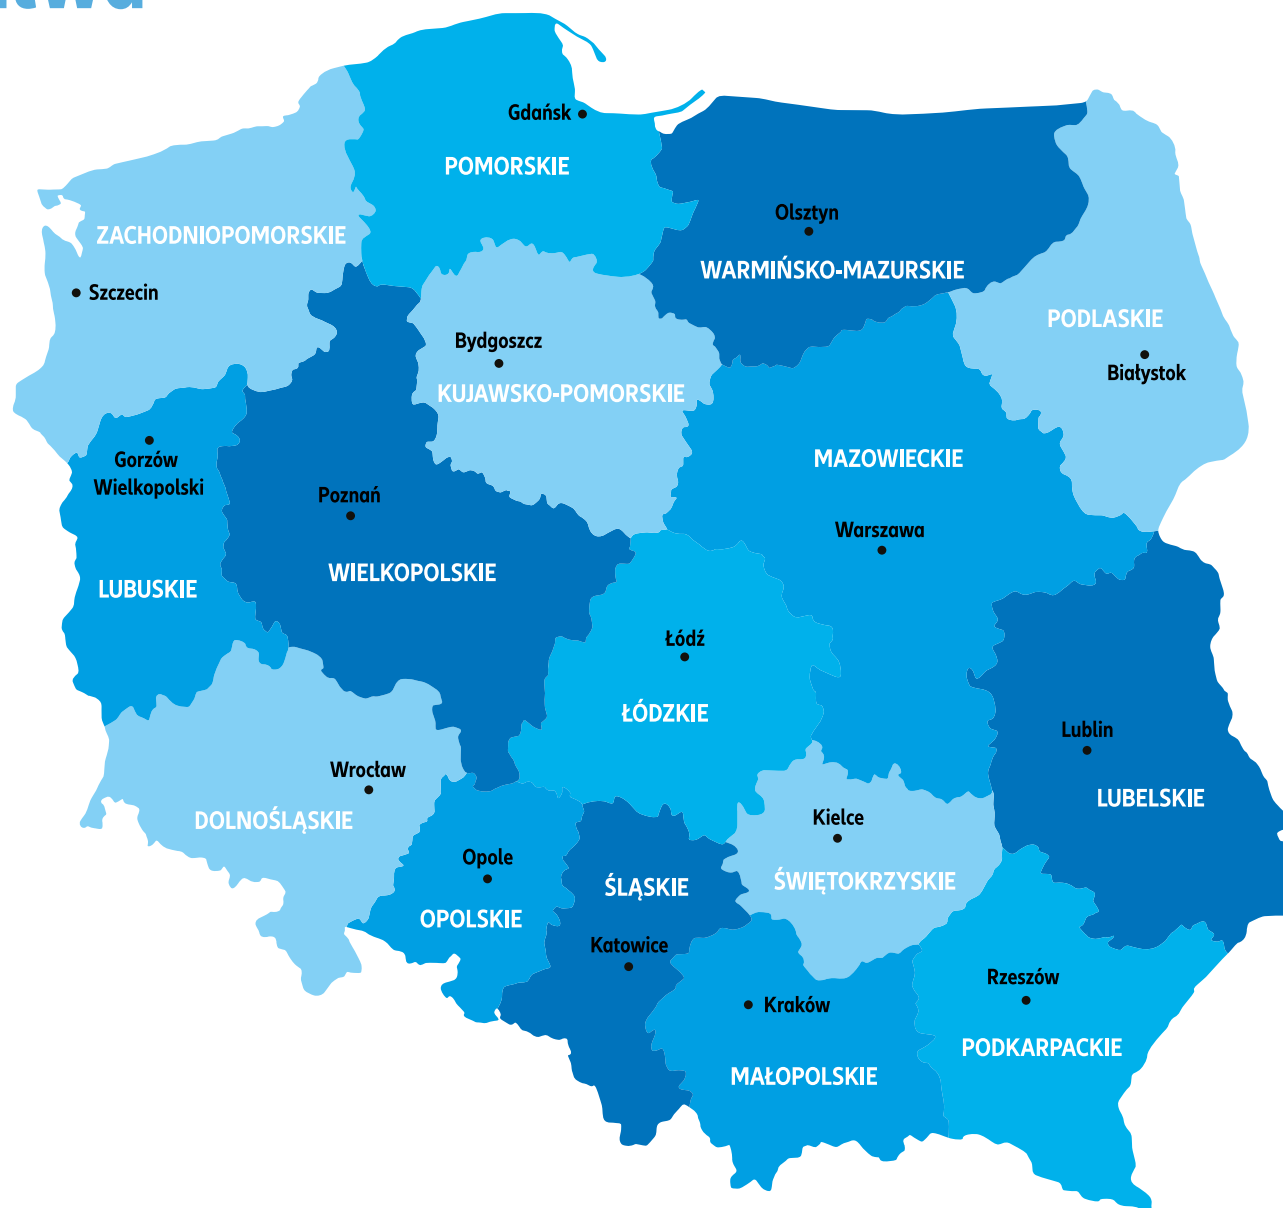 Gdańsk
POMORSKIE
Olsztyn
ZACHODNIOPOMORSKIE
WARMIŃSKO-MAZURSKIE
Szczecin
PODLASKIE
Bydgoszcz
Białystok
KUJAWSKO-POMORSKIE
Gorzów
Wielkopolski
MAZOWIECKIE
Poznań
Warszawa
WIELKOPOLSKIE
LUBUSKIE
Łódź
ŁÓDZKIE
Lublin
Wrocław
LUBELSKIE
DOLNOŚLĄSKIE
Kielce
Opole
ŚWIĘTOKRZYSKIE
ŚLĄSKIE
OPOLSKIE
Katowice
Rzeszów
Kraków
PODKARPACKIE
MAŁOPOLSKIE